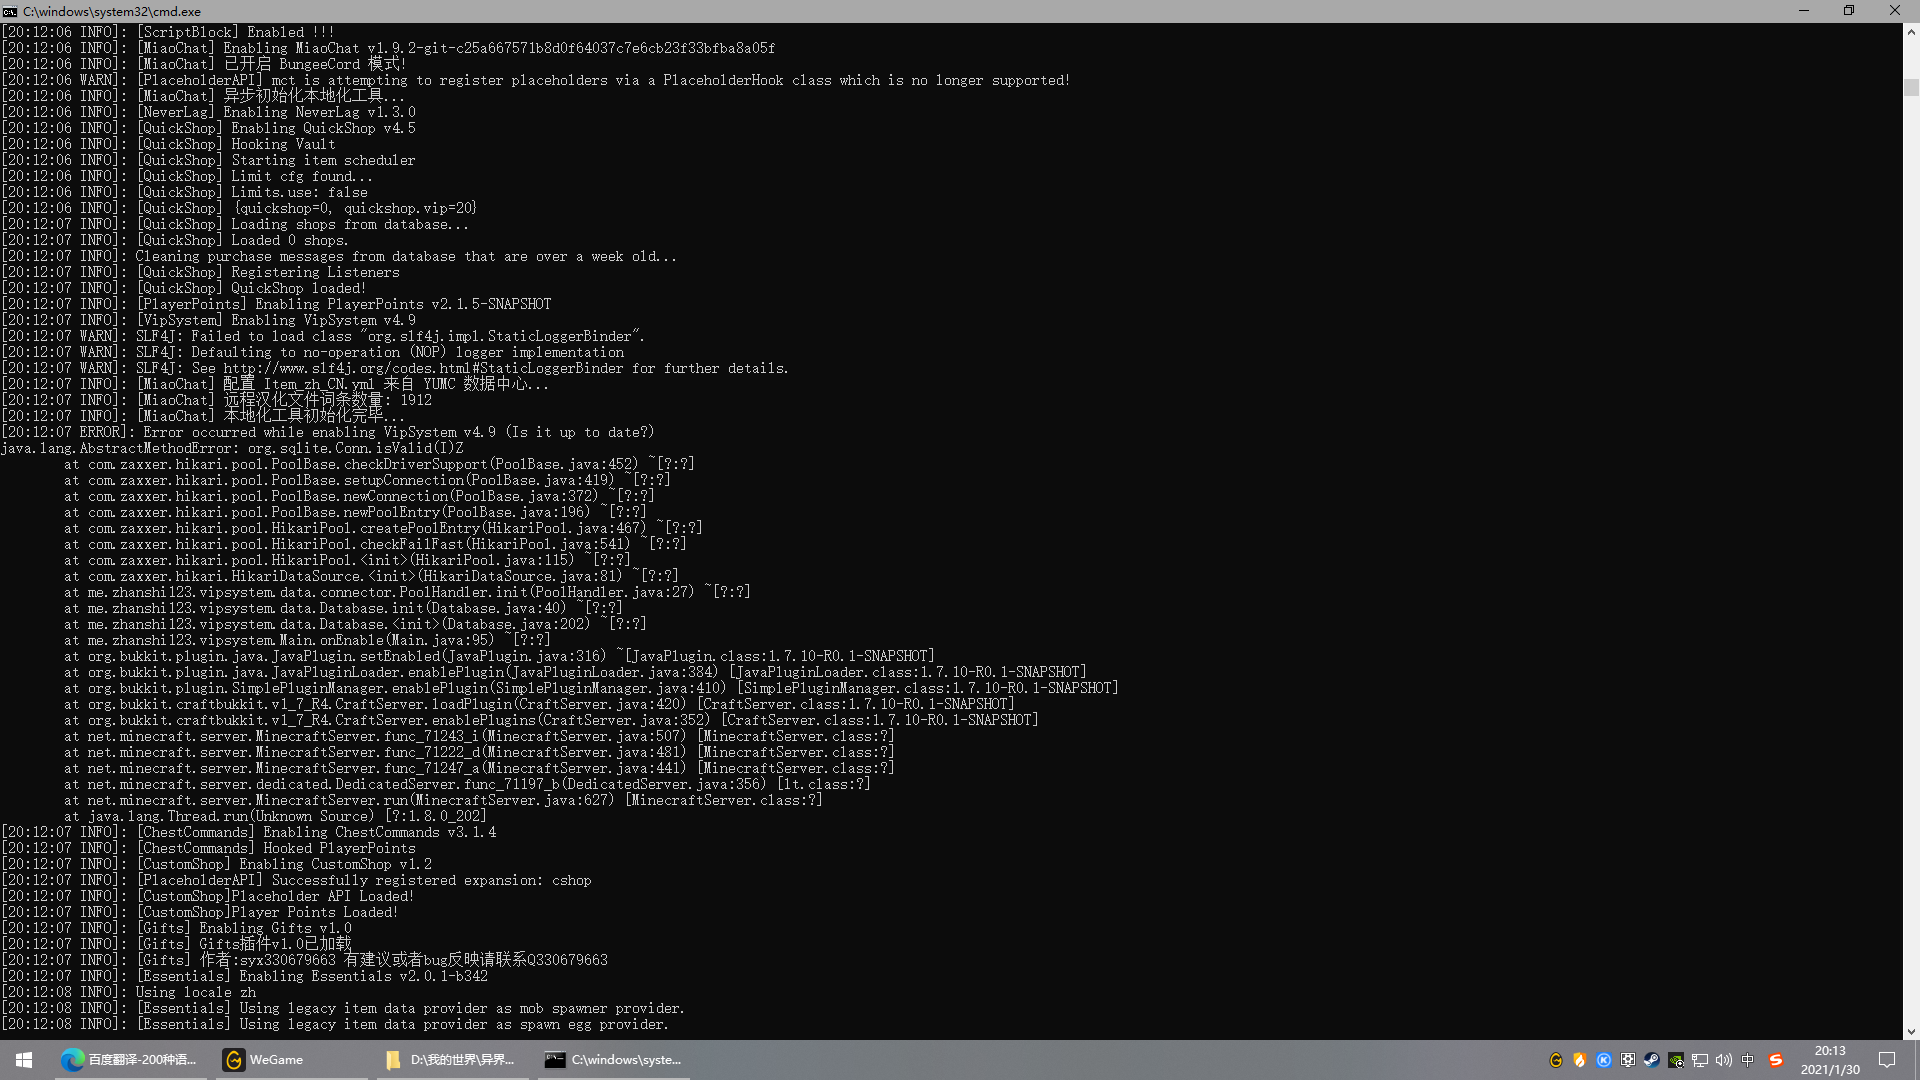 C:\windows\system32\cmd.exe
[20:12:06 INFO]: [ScriptBlock] Enabled !!!
[20:12:06 INFO]: [MiaoChat] Enabling MiaoChat v1.9.2-git-c25a667571b8d0f64037c7e6cb23f33bfba8a05f
[20:12:06 INFO]: [MiaoChat] 已开启 BungeeCord 模式!
[20:12:06 WARN]: [PlaceholderAPI] mct is attempting to register placeholders via a PlaceholderHook class which is no longer supported!
[20:12:06 INFO]: [MiaoChat] 异步初始化本地化工具...
[20:12:06 INFO]: [NeverLag] Enabling NeverLag v1.3.0
[20:12:06 INFO]: [QuickShop] Enabling QuickShop v4.5
[20:12:06 INFO]: [QuickShop] Hooking Vault
[20:12:06 INFO]: [QuickShop] Starting item scheduler
[20:12:06 INFO]: [QuickShop] Limit cfg found...
[20:12:06 INFO]: [QuickShop] Limits.use: false
[20:12:06 INFO]: [QuickShop] {quickshop=0, quickshop.vip=20}
[20:12:07 INFO]: [QuickShop] Loading shops from database...
[20:12:07 INFO]: [QuickShop] Loaded 0 shops.
[20:12:07 INFO]: Cleaning purchase messages from database that are over a week old...
[20:12:07 INFO]: [QuickShop] Registering Listeners
[20:12:07 INFO]: [QuickShop] QuickShop loaded!
[20:12:07 INFO]: [PlayerPoints] Enabling PlayerPoints v2.1.5-SNAPSHOT
[20:12:07 INFO]: [VipSystem] Enabling VipSystem v4.9
[20:12:07 WARN]: SLF4J: Failed to load class "org.slf4j.impl.StaticLoggerBinder".
[20:12:07 WARN]: SLF4J: Defaulting to no-operation (NOP) logger implementation
[20:12:07 WARN]: SLF4J: See http://www.slf4j.org/codes.html#StaticLoggerBinder for further details.
[20:12:07 INFO]: [MiaoChat] 配置 Item_zh_CN.yml 来自 YUMC 数据中心...
[20:12:07 INFO]: [MiaoChat] 远程汉化文件词条数量: 1912
[20:12:07 INFO]: [MiaoChat] 本地化工具初始化完毕...
[20:12:07 ERROR]: Error occurred while enabling VipSystem v4.9 (Is it up to date?)
java.lang.AbstractMethodError: org.sqlite.Conn.isValid(I)Z
at com.zaxxer.hikari.pool.PoolBase.checkDriverSupport(PoolBase.java:452) ~[?:?]
at com.zaxxer.hikari.pool.PoolBase.setupConnection(PoolBase.java:419) ~[?:?]
at com.zaxxer.hikari.pool.PoolBase.newConnection(PoolBase.java:372) ~[?:?]
at com.zaxxer.hikari.pool.PoolBase.newPoolEntry(PoolBase.java:196) ~[?:?]
at com.zaxxer.hikari.pool.HikariPool.createPoolEntry(HikariPool.java:467) ~[?:?]
at com.zaxxer.hikari.pool.HikariPool.checkFailFast(HikariPool.java:541) ~[?:?]
at com.zaxxer.hikari.pool.HikariPool.<init>(HikariPool.java:115) ~[?:?]
at com.zaxxer.hikari.HikariDataSource.<init>(HikariDataSource.java:81) ~[?:?]
at me.zhanshi123.vipsystem.data.connector.PoolHandler.init(PoolHandler.java:27) ~[?:?]
at me.zhanshi123.vipsystem.data.Database.init(Database.java:40) ~[?:?]
at me.zhanshi123.vipsystem.data.Database.<init>(Database.java:202) ~[?:?]
at me.zhanshi123.vipsystem.Main.onEnable(Main.java:95) ~[?:?]
at org.bukkit.plugin.java.JavaPlugin.setEnabled(JavaPlugin.java:316) ~[JavaPlugin.class:1.7.10-R0.1-SNAPSHOT]
at org.bukkit.plugin.java.JavaPluginLoader.enablePlugin(JavaPluginLoader.java:384) [JavaPluginLoader.class:1.7.10-R0.1-SNAPSHOT]
at org.bukkit.plugin.SimplePluginManager.enablePlugin(SimplePluginManager.java:410) [SimplePluginManager.class:1.7.10-R0.1-SNAPSHOT]
at org.bukkit.craftbukkit.v1_7_R4.CraftServer.loadPlugin(CraftServer.java:420) [CraftServer.class:1.7.10-R0.1-SNAPSHOT]
at org.bukkit.craftbukkit.v1_7_R4.CraftServer.enablePlugins(CraftServer.java:352) [CraftServer.class:1.7.10-R0.1-SNAPSHOT]
at net.minecraft.server.MinecraftServer.func_71243_i(MinecraftServer.java:507) [MinecraftServer.class:?]
at net.minecraft.server.MinecraftServer.func_71222_d(MinecraftServer.java:481) [MinecraftServer.class:?]
at net.minecraft.server.MinecraftServer.func_71247_a(MinecraftServer.java:441) [MinecraftServer.class:?]
at net.minecraft.server.dedicated.DedicatedServer.func_71197_b(DedicatedServer.java:356) [lt.class:?]
at net.minecraft.server.MinecraftServer.run(MinecraftServer.java:627) [MinecraftServer.class:?]
at java.lang.Thread.run(Unknown Source) [?:1.8.0_202]
[20:12:07 INFO]: [ChestCommands] Enabling ChestCommands v3.1.4
[20:12:07 INFO]: [ChestCommands] Hooked PlayerPoints
[20:12:07 INFO]: [CustomShop] Enabling CustomShop v1.2
[20:12:07 INFO]: [PlaceholderAPI] Successfully registered expansion: cshop
[20:12:07 INFO]: [CustomShop]Placeholder API Loaded!
[20:12:07 INFO]: [CustomShop]Player Points Loaded!
[20:12:07 INFO]: [Gifts] Enabling Gifts v1.0
[20:12:07 INFO]: [Gifts] Gifts插件v1.0已加载
[20:12:07 INFO]: [Gifts] 作者:syx330679663 有建议或者bug反映请联系Q330679663
[20:12:07 INFO]: [Essentials] Enabling Essentials v2.0.1-b342
[20:12:08 INFO]: Using locale zh
[20:12:08 INFO]: [Essentials] Using legacy item data provider as mob spawner provider.
[20:12:08 INFO]: [Essentials] Using legacy item data provider as spawn egg provider.
百度翻译-200种语... WeGame D:\我的世界\异界... C:\windows\syste... 中 20:13
2021/1/30